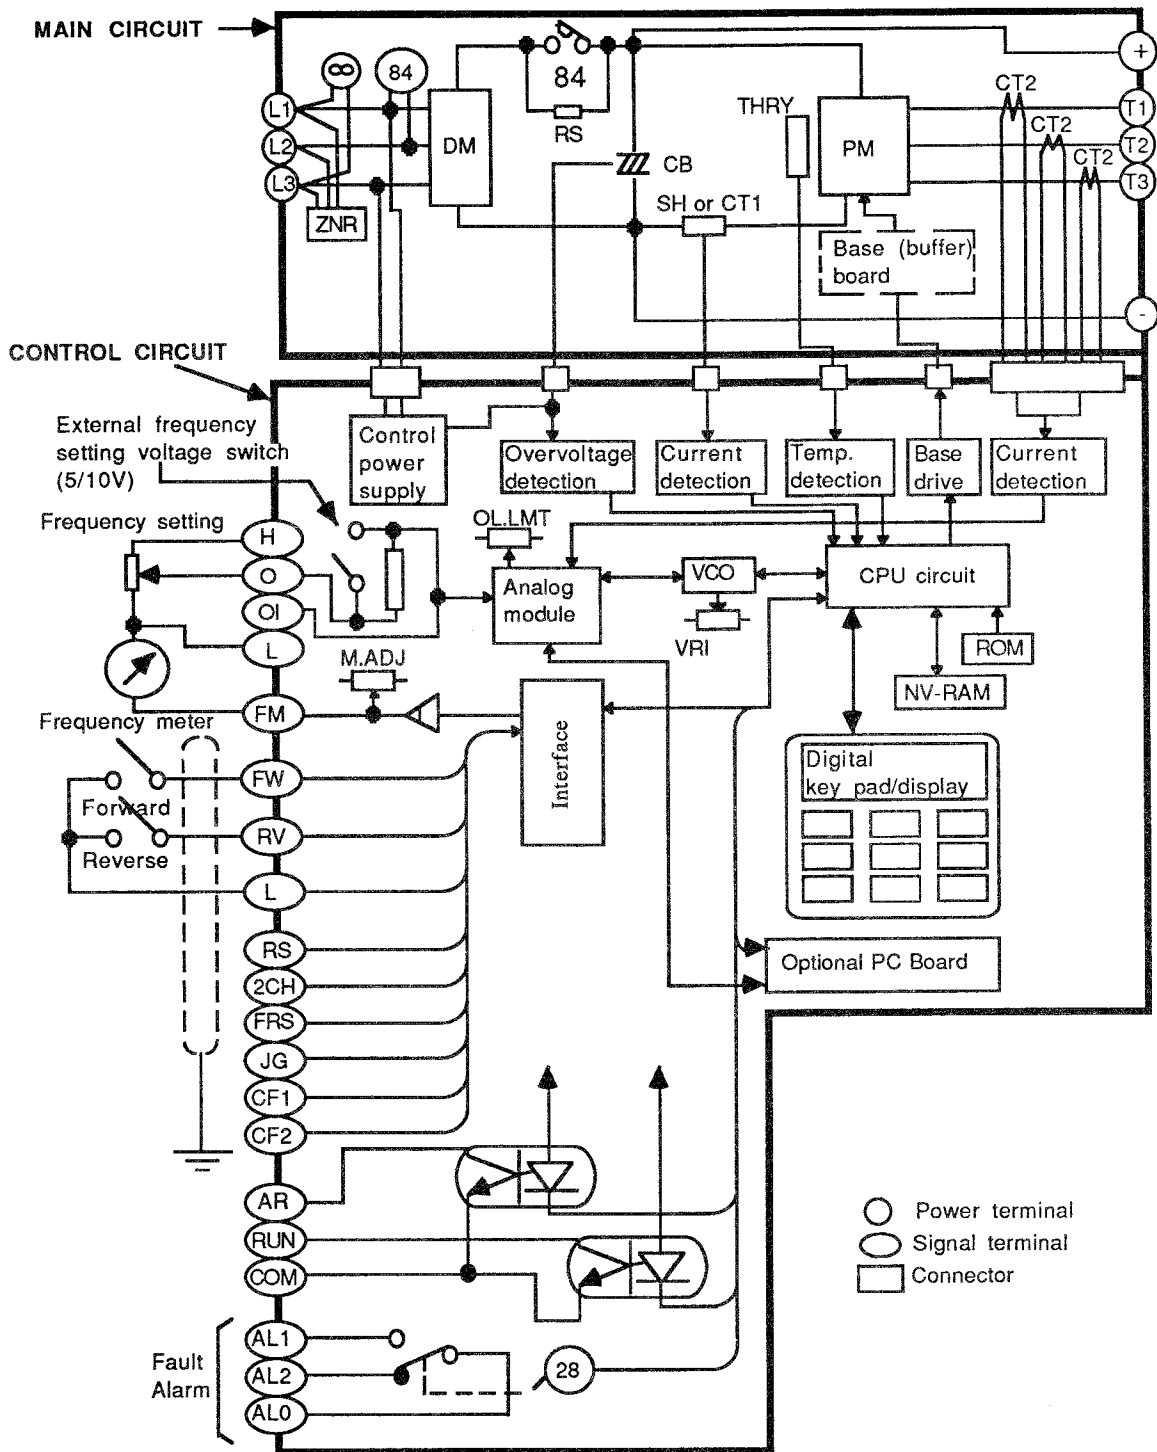 MAIN CIRCUIT
∞
84
84
RS
DM
CB
THRY
PM
CT2
CT2
CT2
+
T1
T2
T3
-
L1
L2
L3
ZNR
SH or CT1
Base (buffer)
board
CONTROL CIRCUIT
External frequency
setting voltage switch
(5/10V)
Control
power
supply
Overvoltage
detection
Current
detection
Temp.
detection
Base
drive
Current
detection
Frequency setting
H
O
OI
L
OL.LMT
Analog
module
VCO
VRI
CPU circuit
ROM
NV-RAM
M.ADJ
FM
Frequency meter
Interface
Digital
key pad/display
FW
Forward
RV
Reverse
L
RS
2CH
FRS
JG
CF1
CF2
Optional PC Board
AR
RUN
COM
Power terminal
Signal terminal
Connector
Fault
Alarm
AL1
AL2
AL0
28